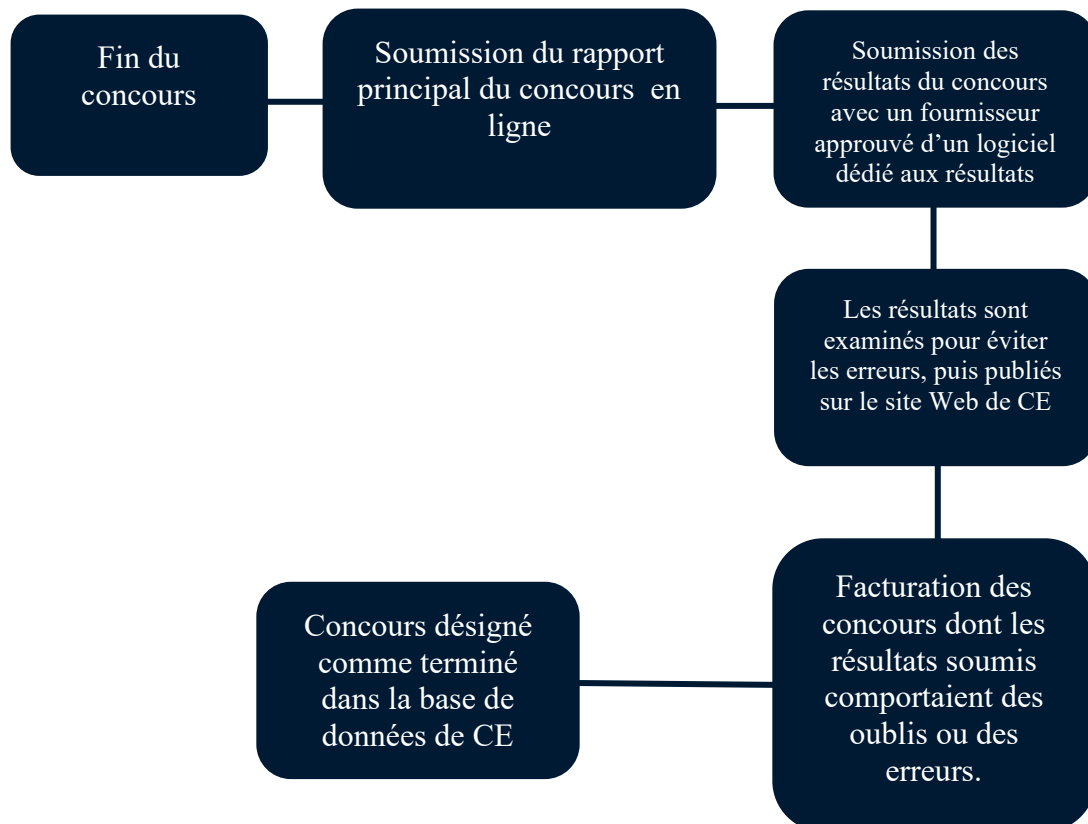 Fin du
concours
Soumission du rapport
principal du concours en
ligne
Soumission des
résultats du concours
avec un fournisseur
approuvé d’un logiciel
dédié aux résultats
Les résultats sont
examinés pour éviter
les erreurs, puis publiés
sur le site Web de CE
Facturation des
concours dont les
résultats soumis
comportaient des
oublis ou des
erreurs.
Concours désigné
comme terminé
dans la base de
données de CE